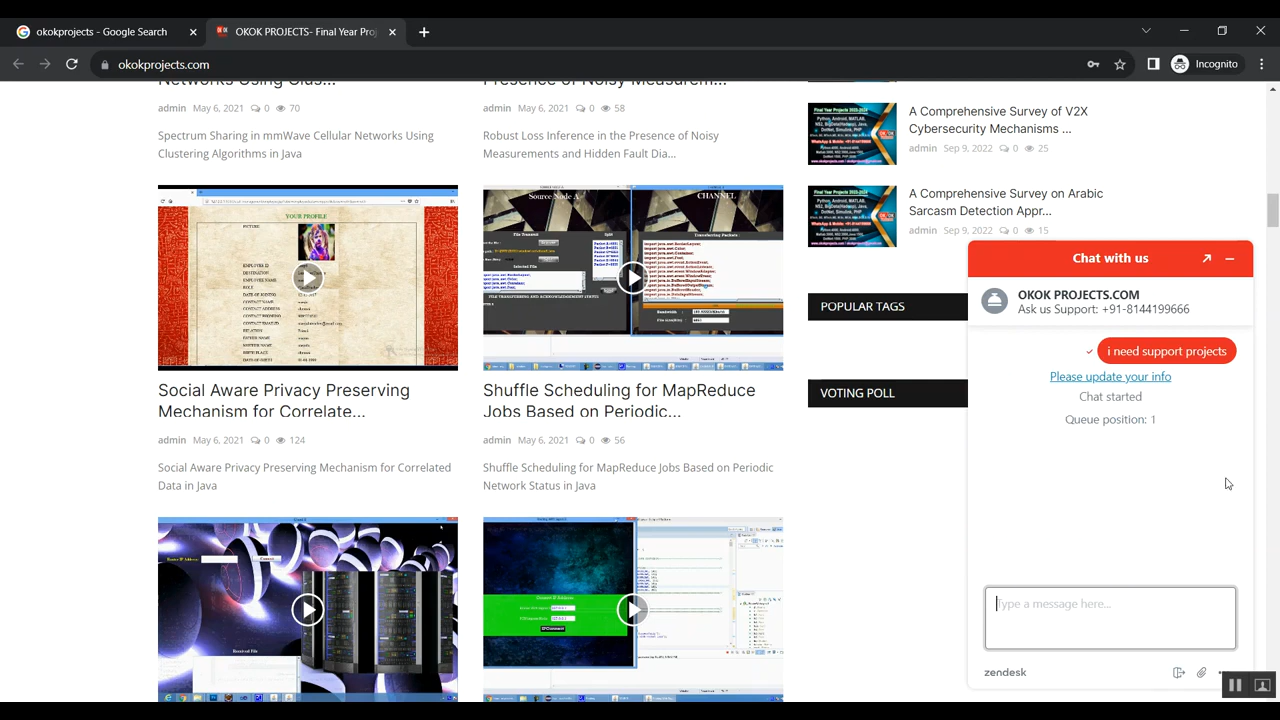 okokprojects - Google Search
OKOK PROJECTS- Final Year Pro
okokprojects.com
Incognito
Networks Using Glas...
admin May 6, 2021 0 70
Spectrum Sharing in mmWave Cellular Networks Using
Clustering Algorithms in Java
Presence of Noisy Measurem...
admin May 6, 2021 0 58
Robust Loss Inference in the Presence of Noisy
Measurements and Hidden Fault Dia...
YOUR PROFILE
Social Aware Privacy Preserving
Mechanism for Correlate...
admin May 6, 2021 0 124
Social Aware Privacy Preserving Mechanism for Correlated
Data in Java
Source Node A
CHANNEL
Shuffle Scheduling for MapReduce
Jobs Based on Periodic...
admin May 6, 2021 0 56
Shuffle Scheduling for MapReduce Jobs Based on Periodic
Network Status in Java
A Comprehensive Survey of V2X
Cybersecurity Mechanisms ...
admin Sep 9, 2022 0 25
A Comprehensive Survey on Arabic
Sarcasm Detection Appr...
admin Sep 9, 2022 0 15
POPULAR TAGS
VOTING POLL
Chat with us
OKOK PROJECTS.COM
Ask us Support - +91 8144199666
i need support projects
Please update your info
Chat started
Queue position: 1
Type a message here...
zendesk